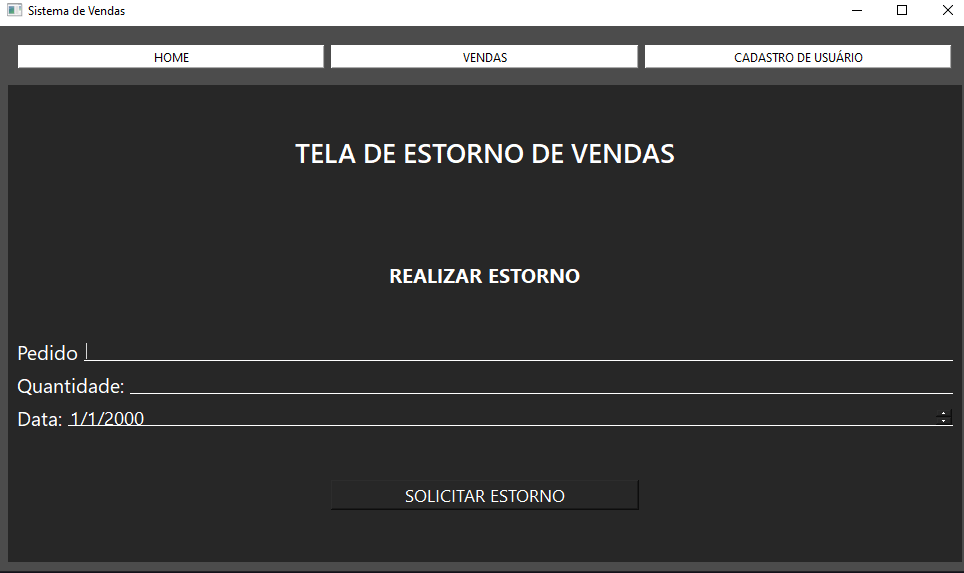 Sistema de Vendas
HOME VENDAS CADASTRO DE USUÁRIO
TELA DE ESTORNO DE VENDAS
REALIZAR ESTORNO
Pedido
Quantidade:
Data: 1/1/2000
SOLICITAR ESTORNO